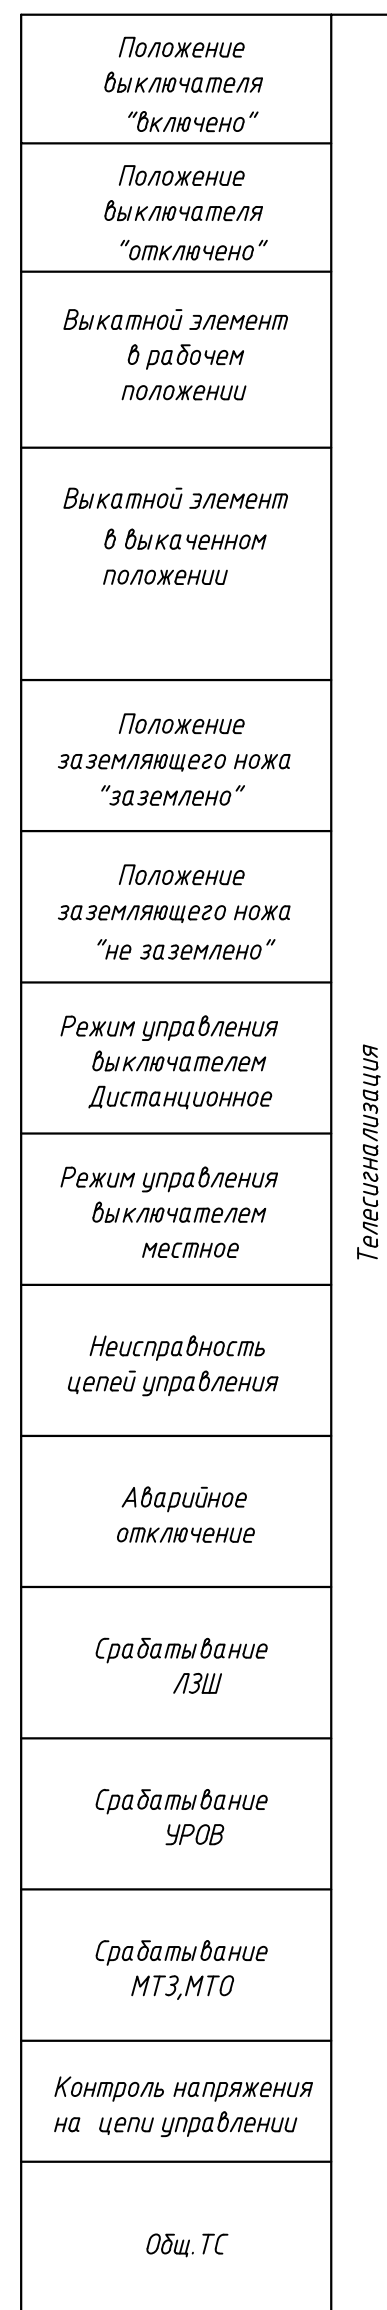 Положение
выключателя
"включено"
Положение
выключателя
"отключено"
Выкатной элемент
в рабочем
положении
Выкатной элемент
в выкаченном
положении
Положение
заземляющего ножа
"заземлено"
Положение
заземляющего ножа
"не заземлено"
Режим управления
выключателем
Дистанционное
Режим управления
выключателем
местное
Неисправность
цепей управления
Аварийное
отключение
Срабатывание
ЛЗШ
Срабатывание
УРОВ
Срабатывание
МТЗ,МТО
Контроль напряжения
на цепи управлении
Общ.ТС
Телесигнализация